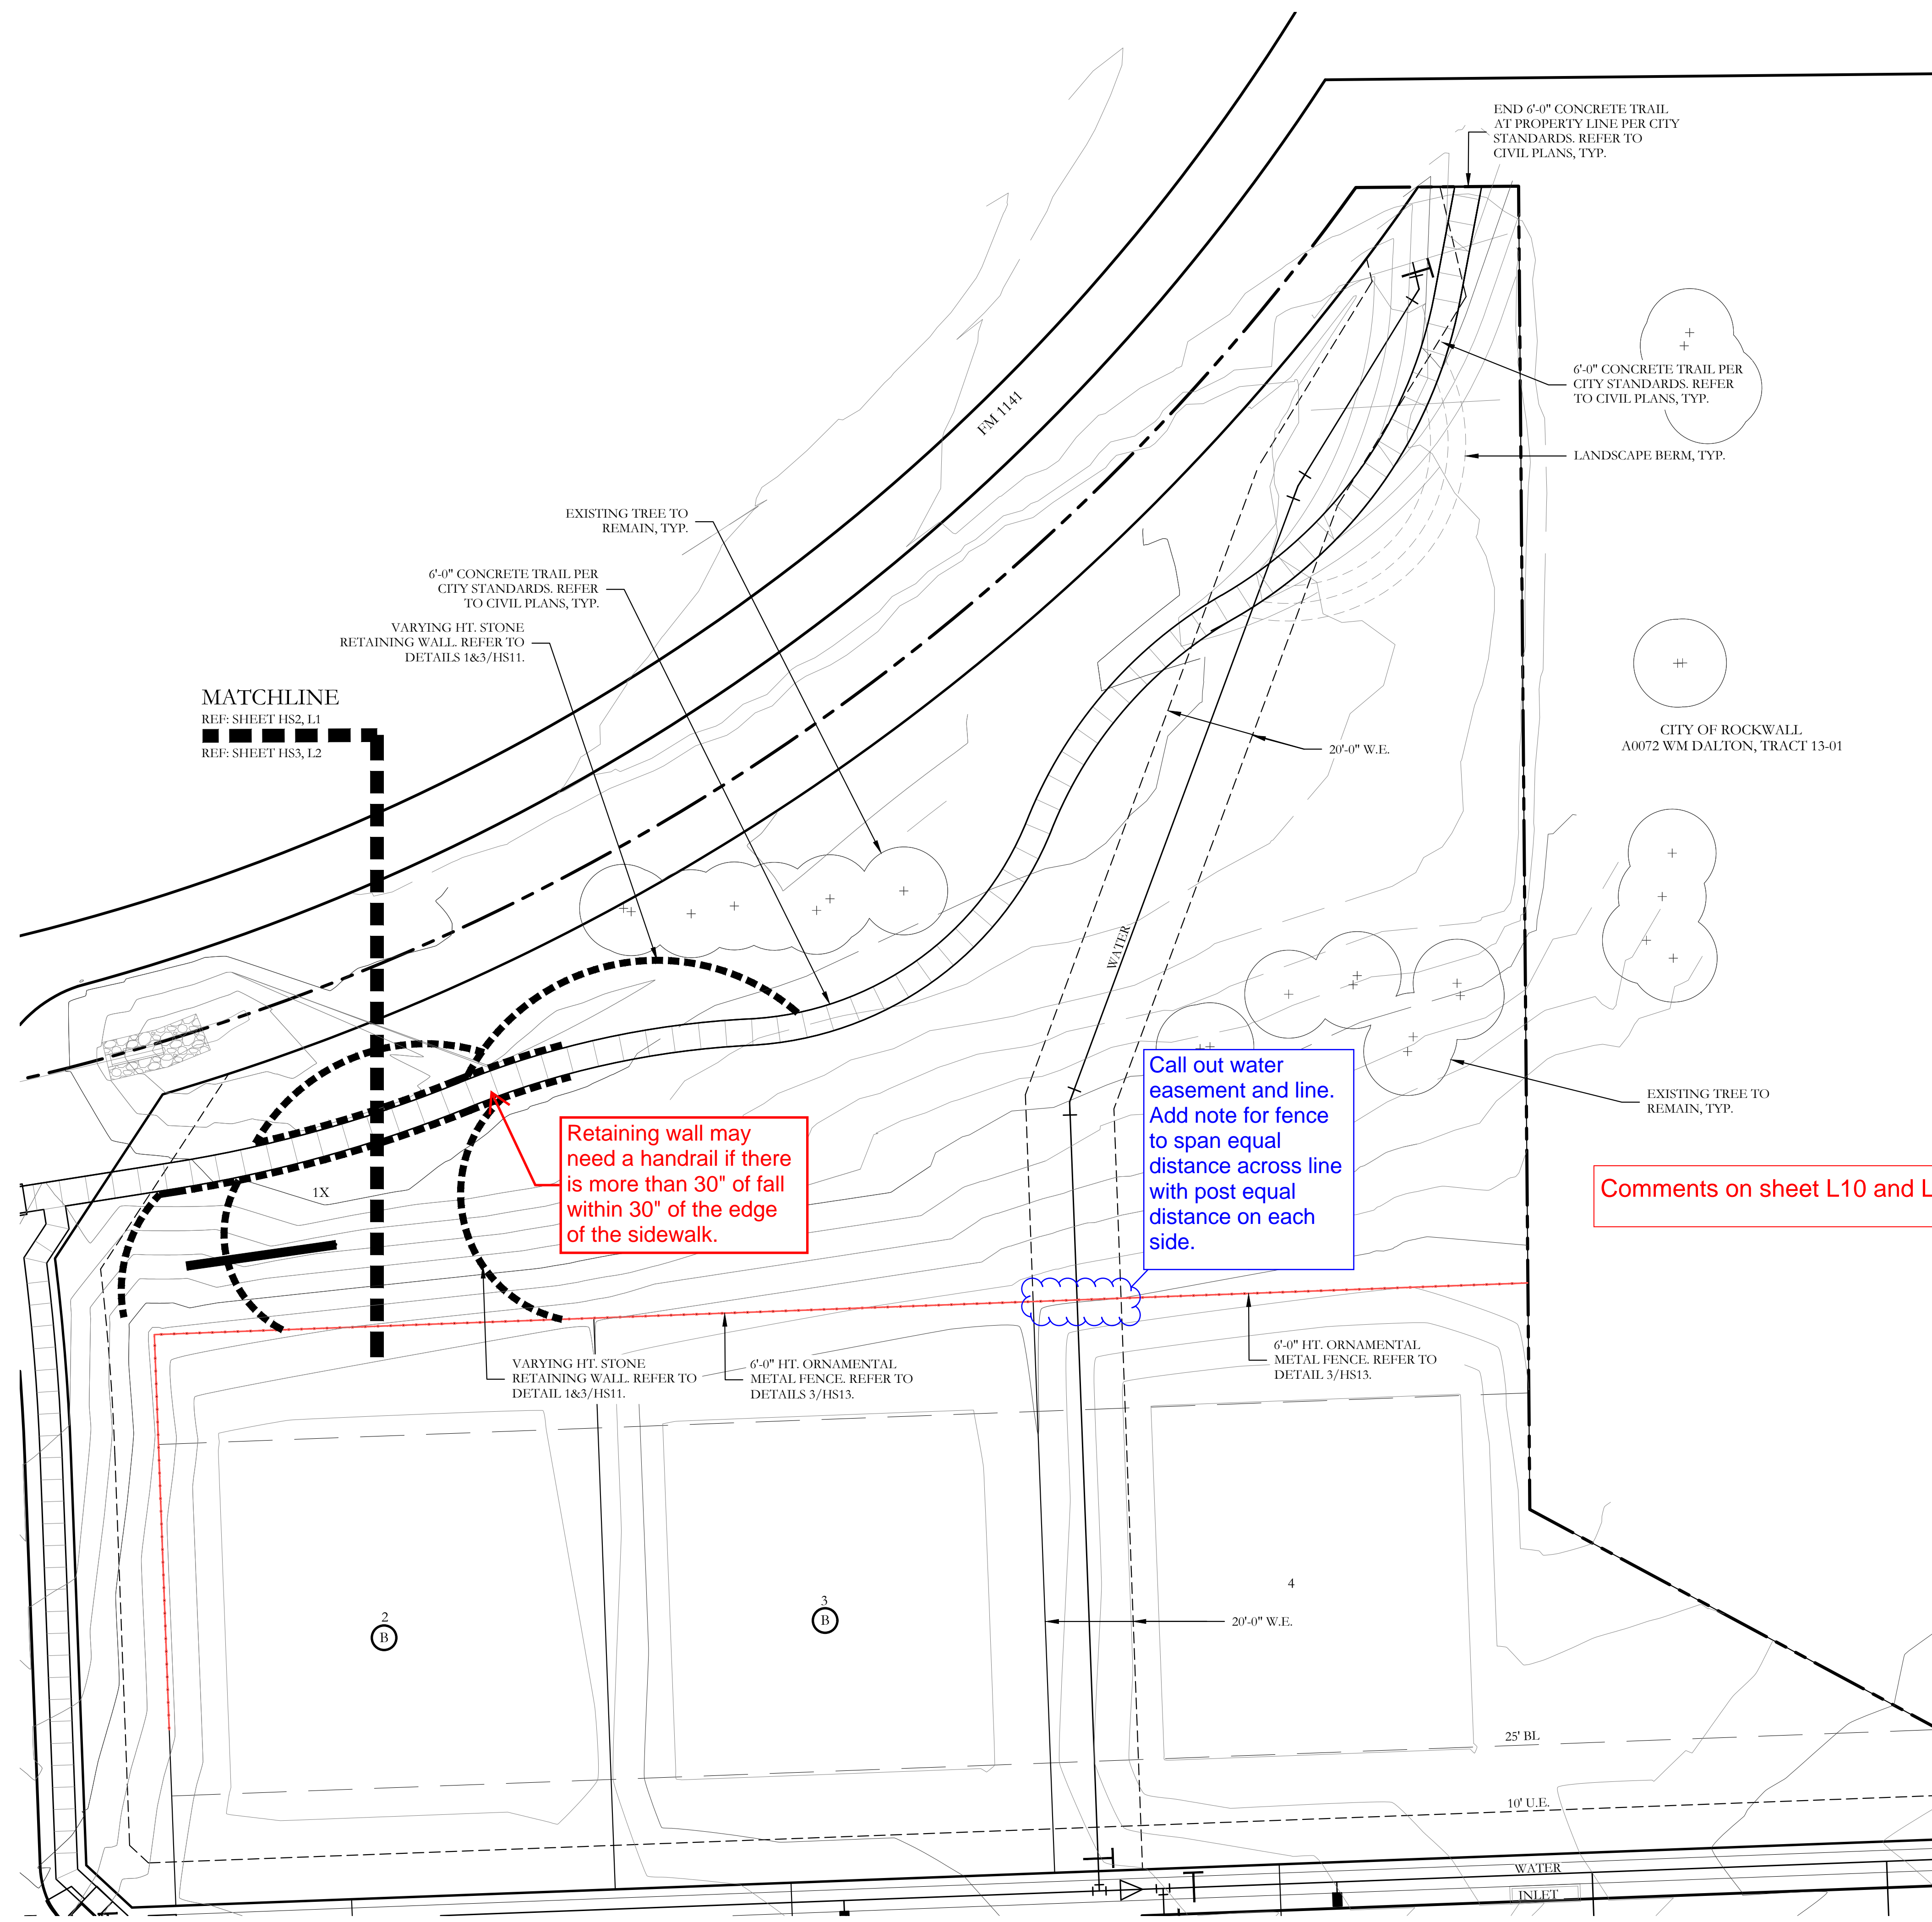 END 6'-0" CONCRETE TRAIL
AT PROPERTY LINE PER CITY
STANDARDS. REFER TO
CIVIL PLANS, TYP.
6'-0" CONCRETE TRAIL PER
CITY STANDARDS. REFER
TO CIVIL PLANS, TYP.
FM 1141
LANDSCAPE BERM, TYP.
EXISTING TREE TO
REMAIN, TYP.
6'-0" CONCRETE TRAIL PER
CITY STANDARDS. REFER
TO CIVIL PLANS, TYP.
VARYING HT. STONE
RETAINING WALL. REFER TO
DETAILS 1&3/HS11.
MATCHLINE
REF: SHEET HS2, L1
REF: SHEET HS3, L2
20'-0" W.E.
CITY OF ROCKWALL
A0072 WM DALTON, TRACT 13-01
WATER
EXISTING TREE TO
REMAIN, TYP.
Call out water
easement and line.
Add note for fence
to span equal
distance across line
with post equal
distance on each
side.
Retaining wall may
need a handrail if there
is more than 30" of fall
within 30" of the edge
of the sidewalk.
Comments on sheet L10 and L
1X
VARYING HT. STONE
RETAINING WALL. REFER TO
DETAIL 1&3/HS11.
6'-0" HT. ORNAMENTAL
METAL FENCE. REFER TO
DETAILS 3/HS13.
6'-0" HT. ORNAMENTAL
METAL FENCE. REFER TO
DETAIL 3/HS13.
2
B
3
B
4
20'-0" W.E.
25' BL
10' U.E.
WATER
INLET